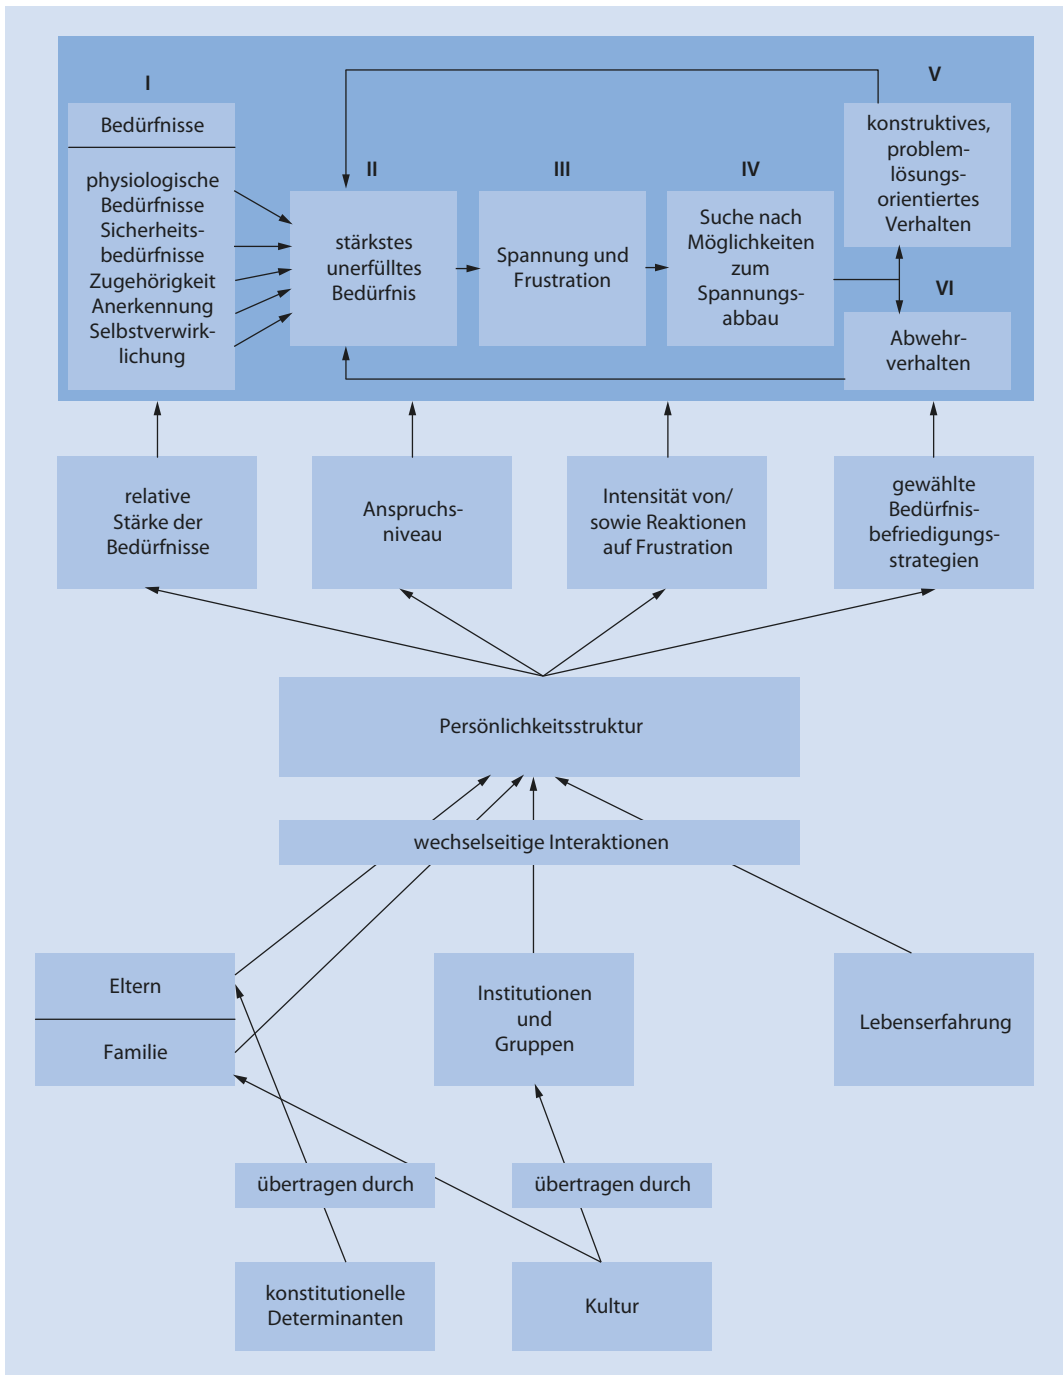 I
Bedürfnisse
physiologische
Bedürfnisse
Sicherheits-
bedürfnisse
Zugehörigkeit
Anerkennung
Selbstverwirk-
lichung
II
stärkstes
unerfülltes
Bedürfnis
III
Spannung und
Frustration
IV
Suche nach
Möglichkeiten
zum
Spannungs-
abbau
V
konstruktives,
problem-
lösungs-
orientiertes
Verhalten
VI
Abwehr-
verhalten
relative
Stärke der
Bedürfnisse
Anspruchs-
niveau
Intensität von/
sowie Reaktionen
auf Frustration
gewählte
Bedürfnis-
befriedigungs-
strategien
Persönlichkeitsstruktur
wechselseitige Interaktionen
Eltern
Familie
Institutionen
und
Gruppen
Lebenserfahrung
übertragen durch
übertragen durch
konstitutionelle
Determinanten
Kultur